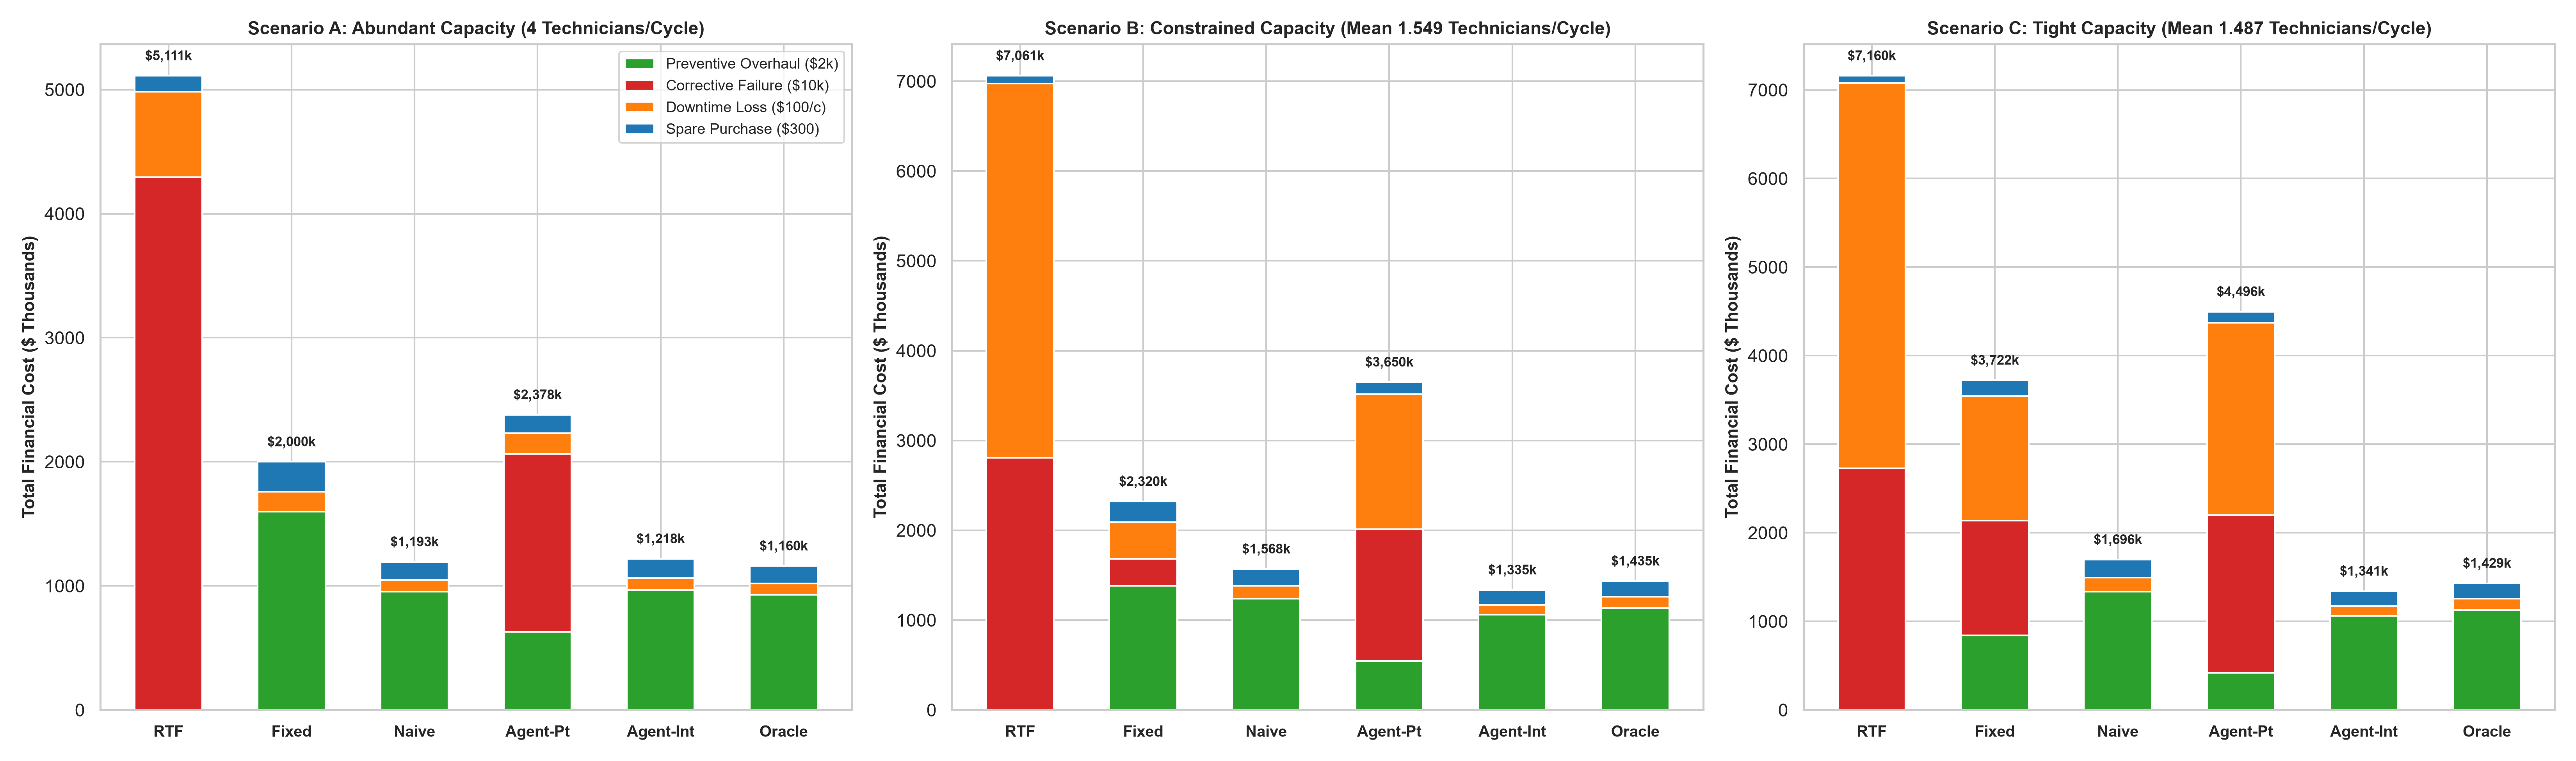 Scenario A: Abundant Capacity (4 Technicians/Cycle)
Total Financial Cost ($ Thousands)
5000
4000
3000
2000
1000
0
$5,111k
$2,000k
$1,193k
$2,378k
$1,218k
$1,160k
Preventive Overhaul ($2k)
Corrective Failure ($10k)
Downtime Loss ($100/c)
Spare Purchase ($300)
RTF
Fixed
Naive
Agent-Pt
Agent-Int
Oracle
Scenario B: Constrained Capacity (Mean 1.549 Technicians/Cycle)
Total Financial Cost ($ Thousands)
7000
6000
5000
4000
3000
2000
1000
0
$7,061k
$2,320k
$1,568k
$3,650k
$1,335k
$1,435k
RTF
Fixed
Naive
Agent-Pt
Agent-Int
Oracle
Scenario C: Tight Capacity (Mean 1.487 Technicians/Cycle)
Total Financial Cost ($ Thousands)
7000
6000
5000
4000
3000
2000
1000
0
$7,160k
$3,722k
$1,696k
$4,496k
$1,341k
$1,429k
RTF
Fixed
Naive
Agent-Pt
Agent-Int
Oracle